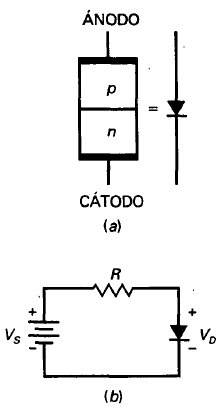 ÁNODO
p
=
n
CÁTODO
(a)
R
+ +
V_S V_D
- -
(b)